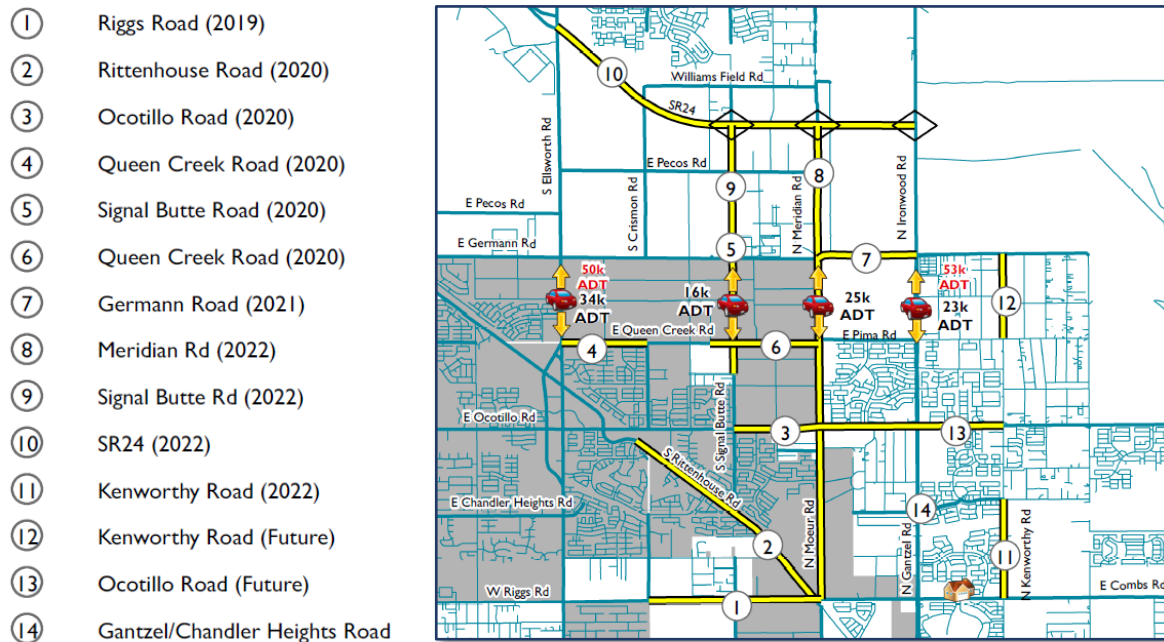 1 Riggs Road (2019)
2 Rittenhouse Road (2020)
3 Ocotillo Road (2020)
4 Queen Creek Road (2020)
5 Signal Butte Road (2020)
6 Queen Creek Road (2020)
7 Germann Road (2021)
8 Meridian Rd (2022)
9 Signal Butte Rd (2022)
10 SR24 (2022)
11 Kenworthy Road (2022)
12 Kenworthy Road (Future)
13 Ocotillo Road (Future)
14 Gantzel/Chandler Heights Road
10
Williams Field Rd
SR24
S Ellsworth Rd
E Pecos Rd
S Crismon Rd
9
8
N Meridian Rd
N Ironwood Rd
E Pecos Rd
E Germann Rd
5
7
50k
ADT
34k
ADT
16k
ADT
25k
ADT
53k
ADT
23k
ADT
12
E Queen Creek Rd
E Pima Rd
4
6
E Ocotillo Rd
S Signal Butte Rd
3
13
S Rittenhouse Rd
E Chandler Heights Rd
N Moeur Rd
14
N Gantzel Rd
N Kenworthy Rd
2
11
W Riggs Rd
1
E Combs Rd